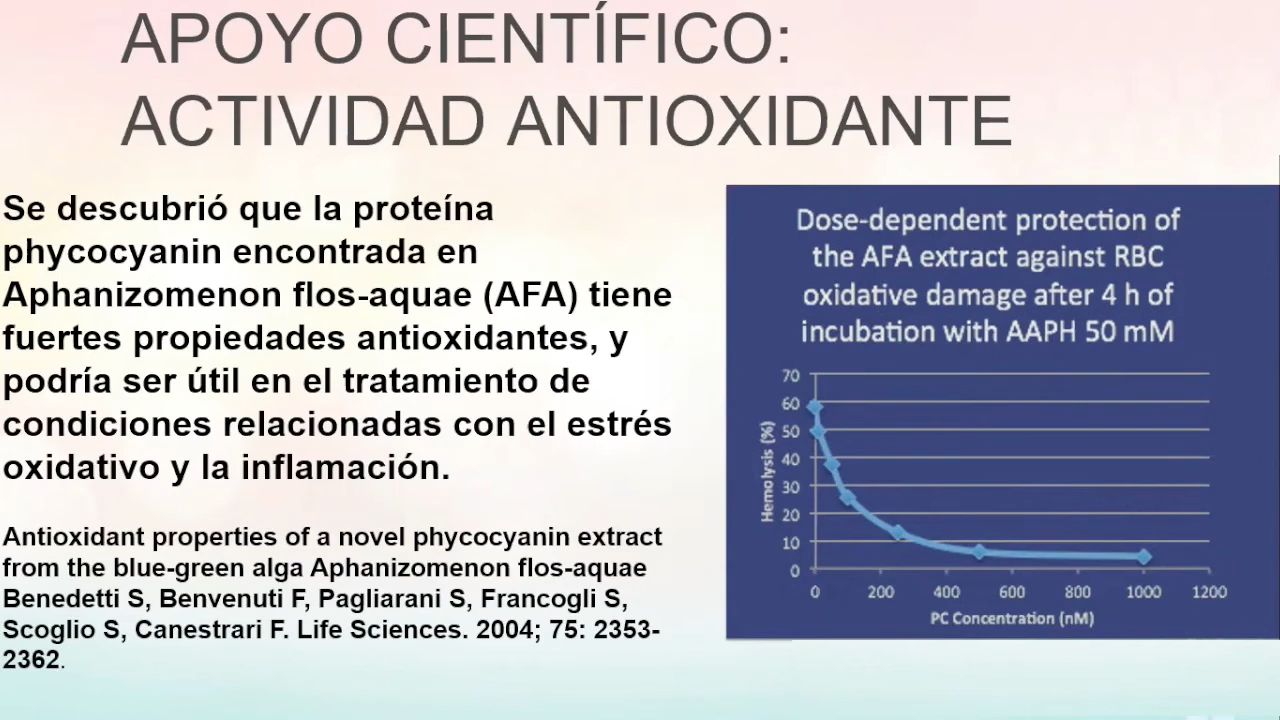 APOYO CIENTÍFICO:
ACTIVIDAD ANTIOXIDANTE
Se descubrió que la proteína
phycocyanin encontrada en
Aphanizomenon flos-aquae (AFA) tiene
fuertes propiedades antioxidantes, y
podría ser útil en el tratamiento de
condiciones relacionadas con el estrés
oxidativo y la inflamación.
Antioxidant properties of a novel phycocyanin extract
from the blue-green alga Aphanizomenon flos-aquae
Benedetti S, Benvenuti F, Pagliarani S, Francogli S,
Scoglio S, Canestrari F. Life Sciences. 2004; 75: 2353-
2362.
Dose-dependent protection of
the AFA extract against RBC
oxidative damage after 4 h of
incubation with AAPH 50 mM
Hemolysis (%)
70
60
50
40
30
20
10
0
0 200 400 600 800 1000 1200
PC Concentration (nM)